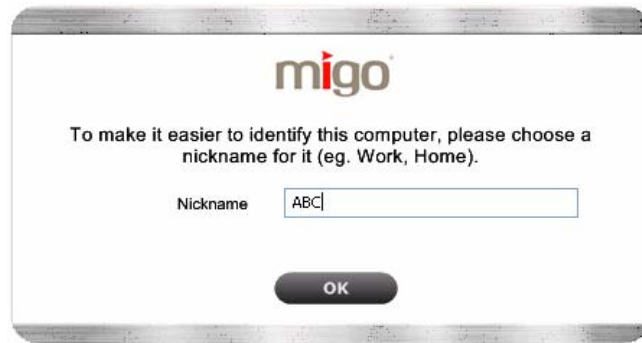 migo
To make it easier to identify this computer, please choose a
nickname for it (eg. Work, Home).
Nickname ABC
OK